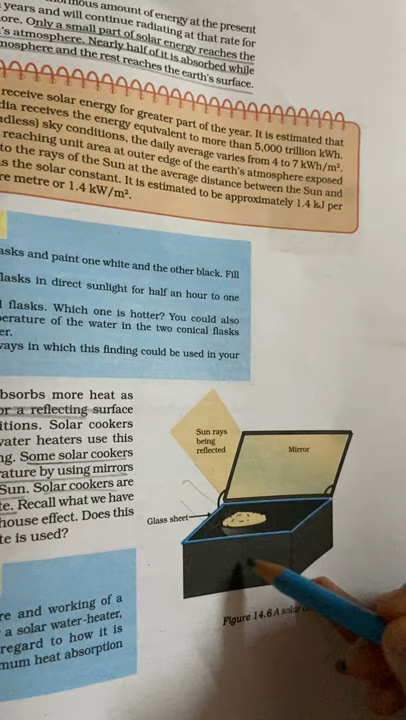 amount of energy at the present
years and will continue radiating at that rate for
ore. Only a small part of solar energy reaches the
's atmosphere. Nearly half of it is absorbed while
mosphere and the rest reaches the earth's surface.
receive solar energy for greater part of the year. It is estimated that
dia receives the energy equivalent to more than 5,000 trillion kWh.
udless) sky conditions, the daily average varies from 4 to 7 kWh/m².
reaching unit area at outer edge of the earth's atmosphere exposed
to the rays of the Sun at the average distance between the Sun and
s the solar constant. It is estimated to be approximately 1.4 kJ per
re metre or 1.4 kW/m².
asks and paint one white and the other black. Fill
lasks in direct sunlight for half an hour to one
l flasks. Which one is hotter? You could also
perature of the water in the two conical flasks
er.
ways in which this finding could be used in your
bsorbs more heat as
or a reflecting surface
itions. Solar cookers
water heaters use this
ng. Some solar cookers
rature by using mirrors
Sun. Solar cookers are
te. Recall what we have
house effect. Does this
te is used?
Sun rays
being
reflected
Mirror
Glass sheet
Figure 14.6 A solar
re and working of a
a solar water-heater,
regard to how it is
mum heat absorption